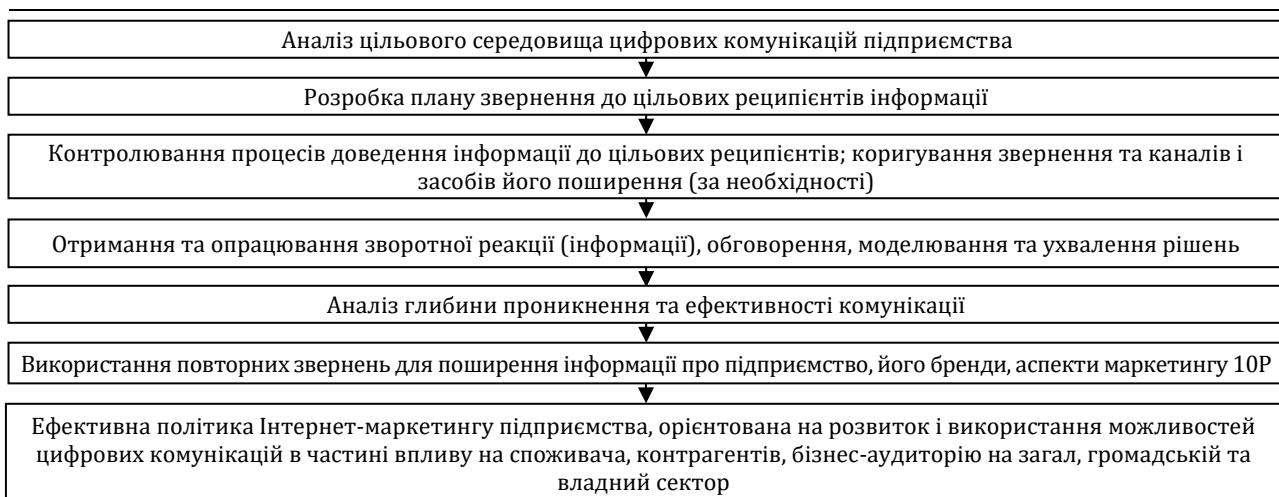 Аналіз цільового середовища цифрових комунікацій підприємства
Розробка плану звернення до цільових реципієнтів інформації
Контролювання процесів доведення інформації до цільових реципієнтів; коригування звернення та каналів і
засобів його поширення (за необхідності)
Отримання та опрацювання зворотної реакції (інформації), обговорення, моделювання та ухвалення рішень
Аналіз глибини проникнення та ефективності комунікації
Використання повторних звернень для поширення інформації про підприємство, його бренди, аспекти маркетингу 10Р
Ефективна політика Інтернет-маркетингу підприємства, орієнтована на розвиток і використання можливостей
цифрових комунікацій в частині впливу на споживача, контрагентів, бізнес-аудиторію на загал, громадській та
владний сектор